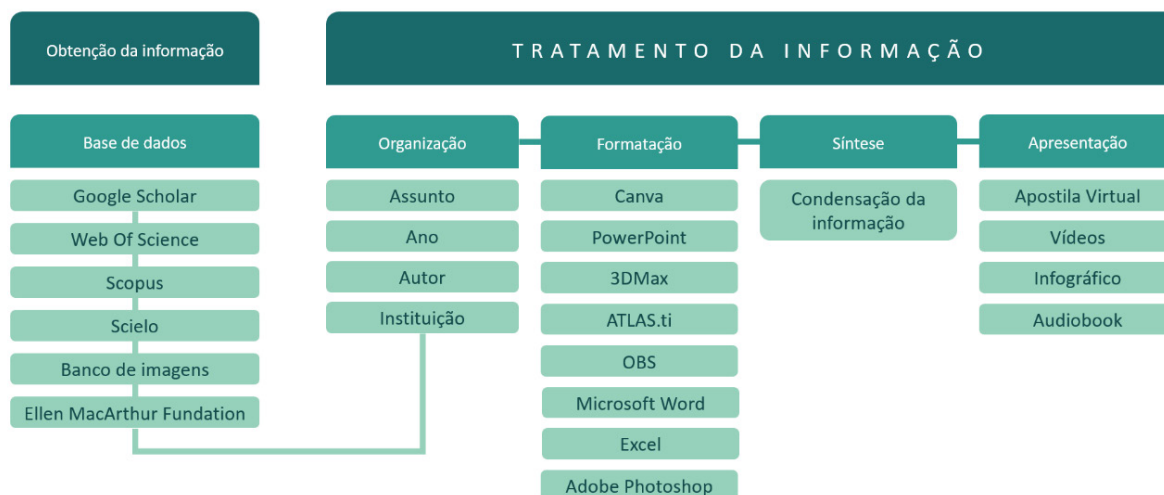 Obtenção da informação
TRATAMENTO DA INFORMAÇÃO
Base de dados
Google Scholar
Web Of Science
Scopus
Scielo
Banco de imagens
Ellen MacArthur Fundation
Organização
Assunto
Ano
Autor
Instituição
Formatação
Canva
PowerPoint
3DMax
ATLAS.ti
OBS
Microsoft Word
Excel
Adobe Photoshop
Síntese
Condensação da
informação
Apresentação
Apostila Virtual
Vídeos
Infográfico
Audiobook